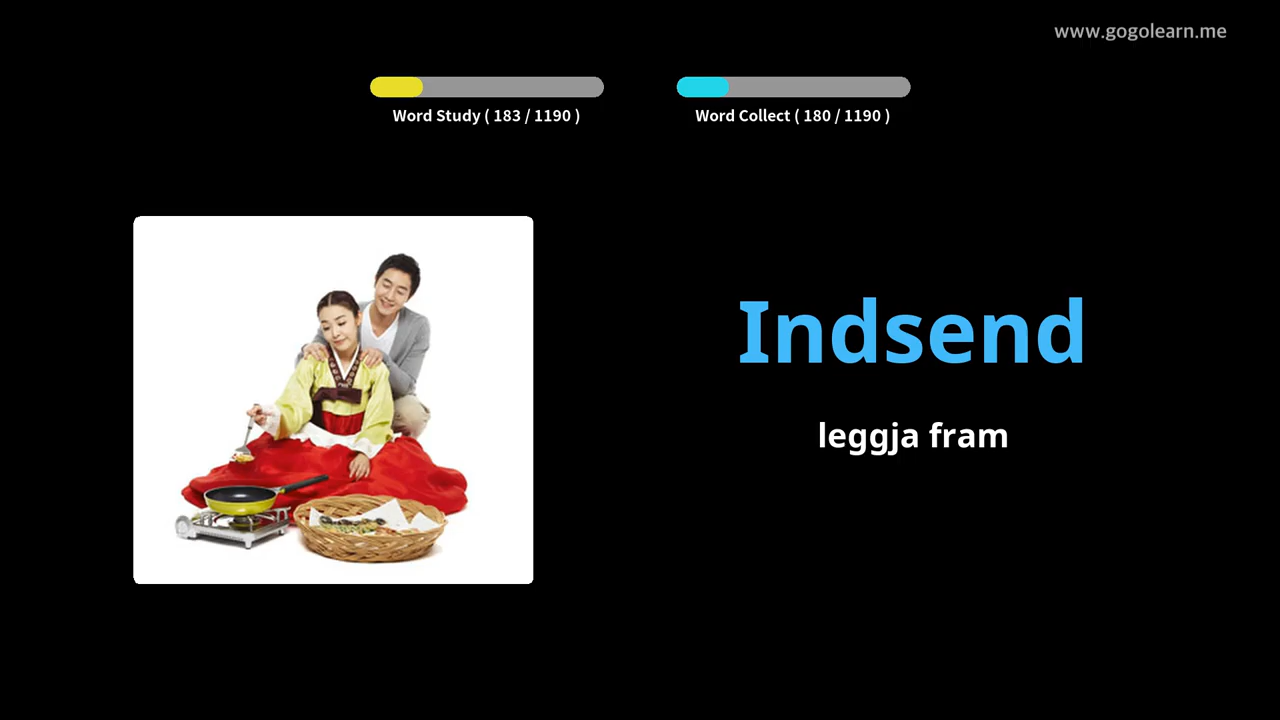 www.gogolearn.me
Word Study ( 183 / 1190 )
Word Collect ( 180 / 1190 )
Indsend
leggja fram